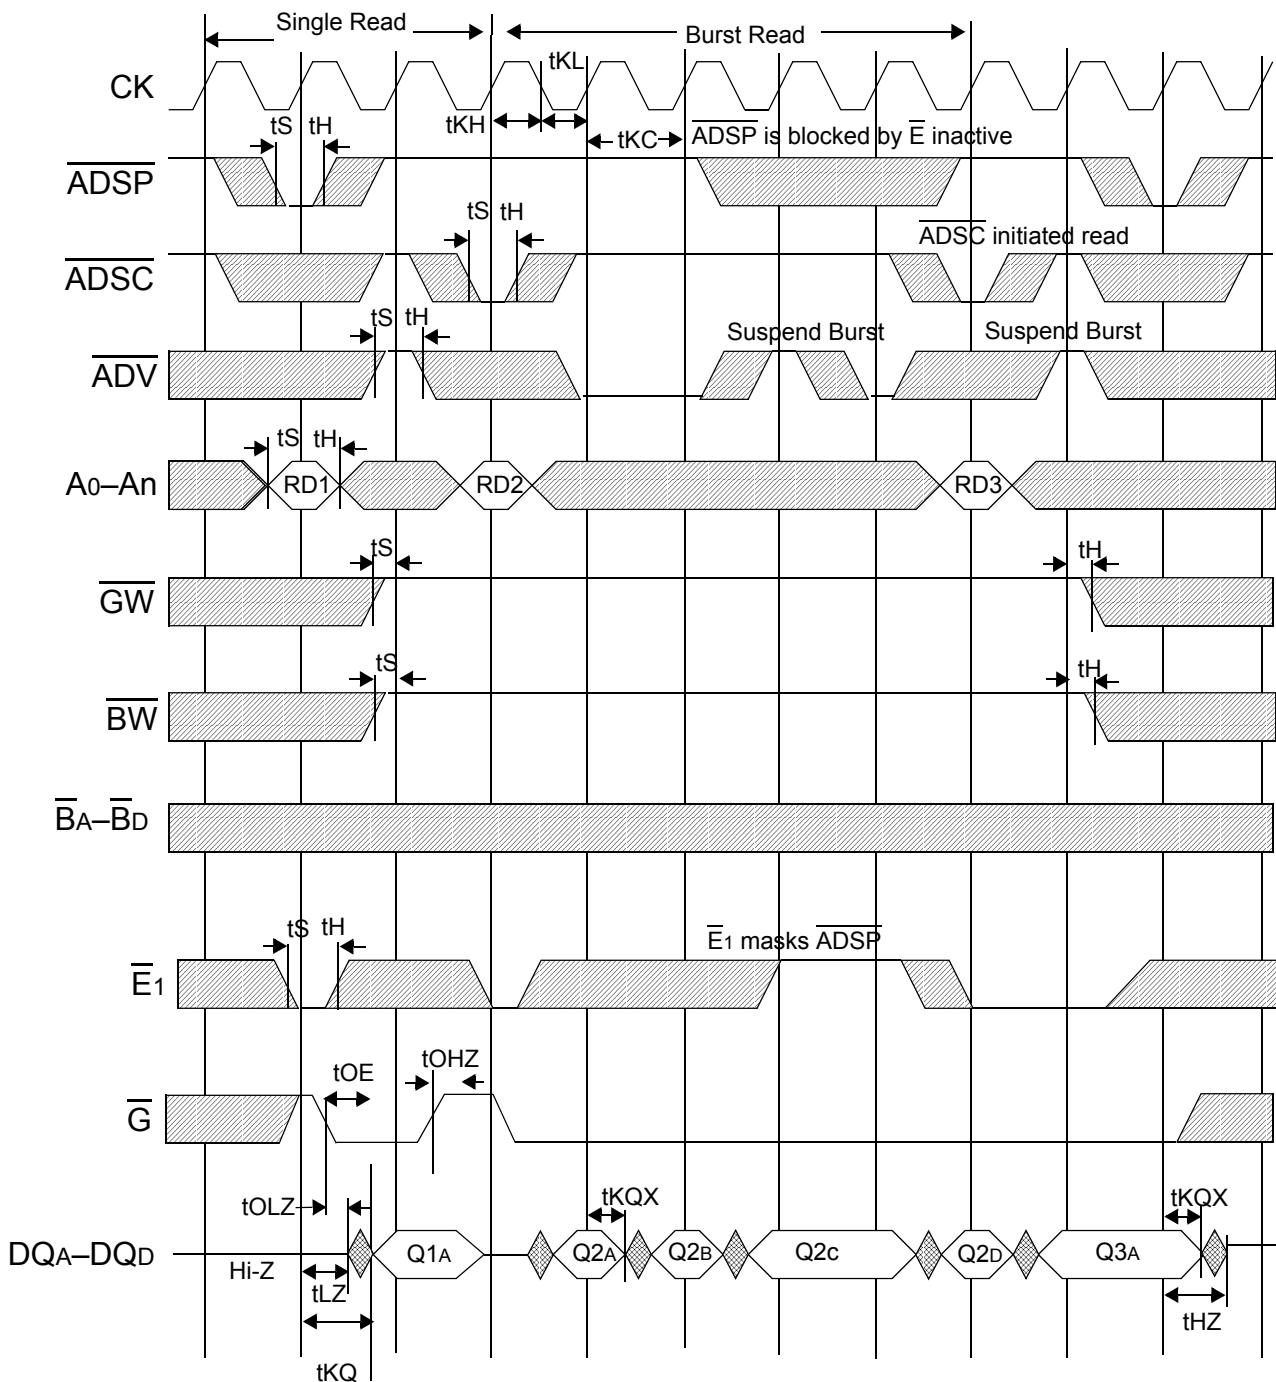 Single Read
Burst Read
CK
tKL
tKH
tKC
ADSP is blocked by E inactive
tS tH
ADSP
tS tH
ADSC initiated read
ADSC
tS tH
Suspend Burst
Suspend Burst
ADV
tS tH
A0–An
RD1
RD2
RD3
tS
tH
GW
tS
tH
BW
BA–BD
tS tH
E1 masks ADSP
E1
tOE
tOHZ
G
tOLZ
tKQX
tKQX
DQA–DQD
Hi-Z
Q1A
Q2A
Q2B
Q2c
Q2D
Q3A
tLZ
tHZ
tKQ